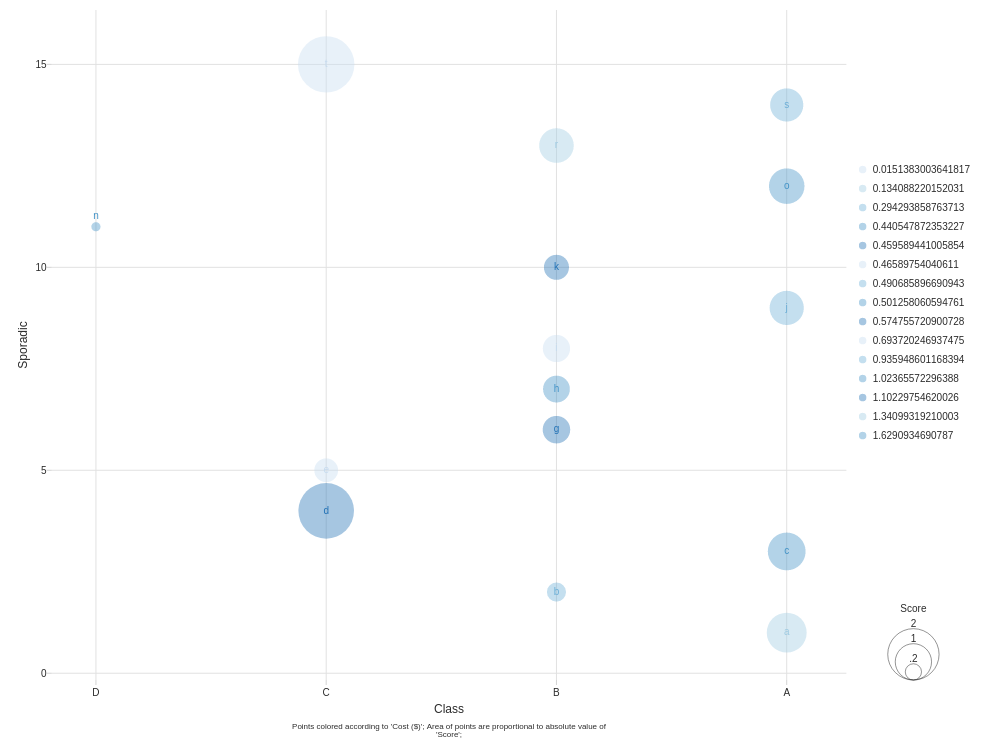 15
10
5
0
Sporadic
D
C
B
A
Class
n
r
s
o
k
j
h
g
e
d
c
b
a
0.0151383003641817
0.134088220152031
0.294293858763713
0.440547872353227
0.459589441005854
0.46589754040611
0.490685896690943
0.501258060594761
0.574755720900728
0.693720246937475
0.935948601168394
1.02365572296388
1.10229754620026
1.34099319210003
1.6290934690787
Score
2
1
.2
Points colored according to 'Cost ($)'; Area of points are proportional to absolute value of
'Score';